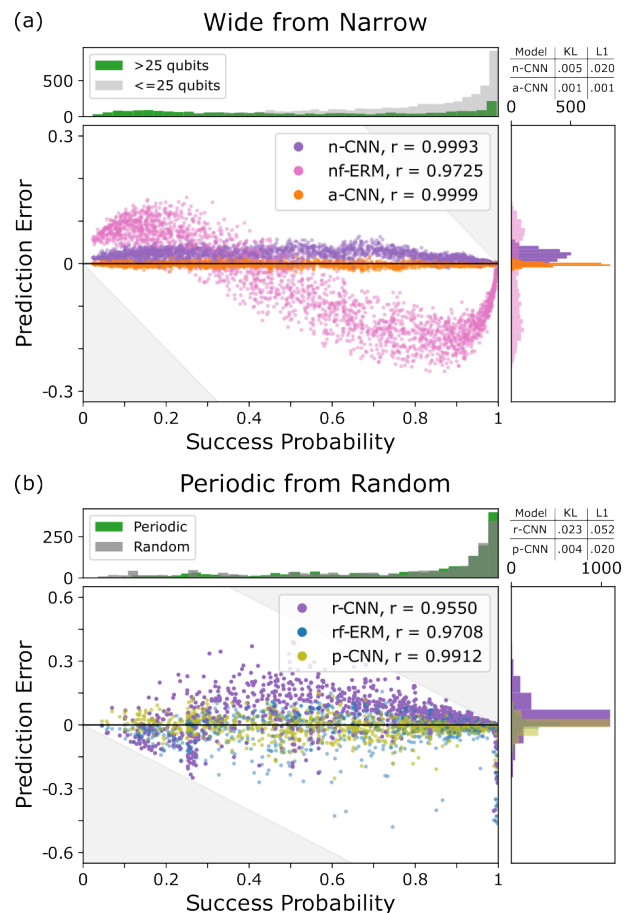 (a)
Wide from Narrow
>25 qubits
<=25 qubits
500
0
Model KL L1
n-CNN .005 .020
a-CNN .001 .001
0 500
0.3
0
-0.3
Prediction Error
n-CNN, r = 0.9993
nf-ERM, r = 0.9725
a-CNN, r = 0.9999
0 0.2 0.4 0.6 0.8 1
Success Probability
(b)
Periodic from Random
Periodic
Random
250
0
Model KL L1
r-CNN .023 .052
p-CNN .004 .020
0 1000
0.6
0.3
0
-0.3
-0.6
Prediction Error
r-CNN, r = 0.9550
rf-ERM, r = 0.9708
p-CNN, r = 0.9912
0 0.2 0.4 0.6 0.8 1
Success Probability